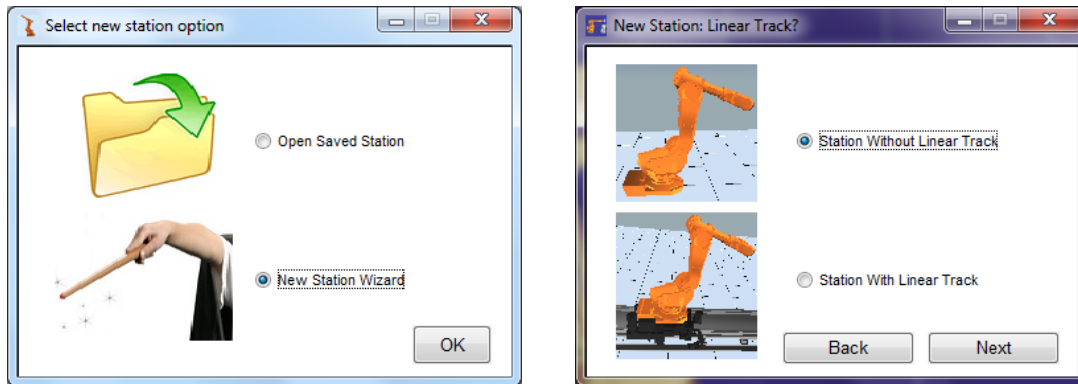 Select new station option
Open Saved Station
New Station Wizard
OK
New Station: Linear Track?
Station Without Linear Track
Station With Linear Track
Back
Next